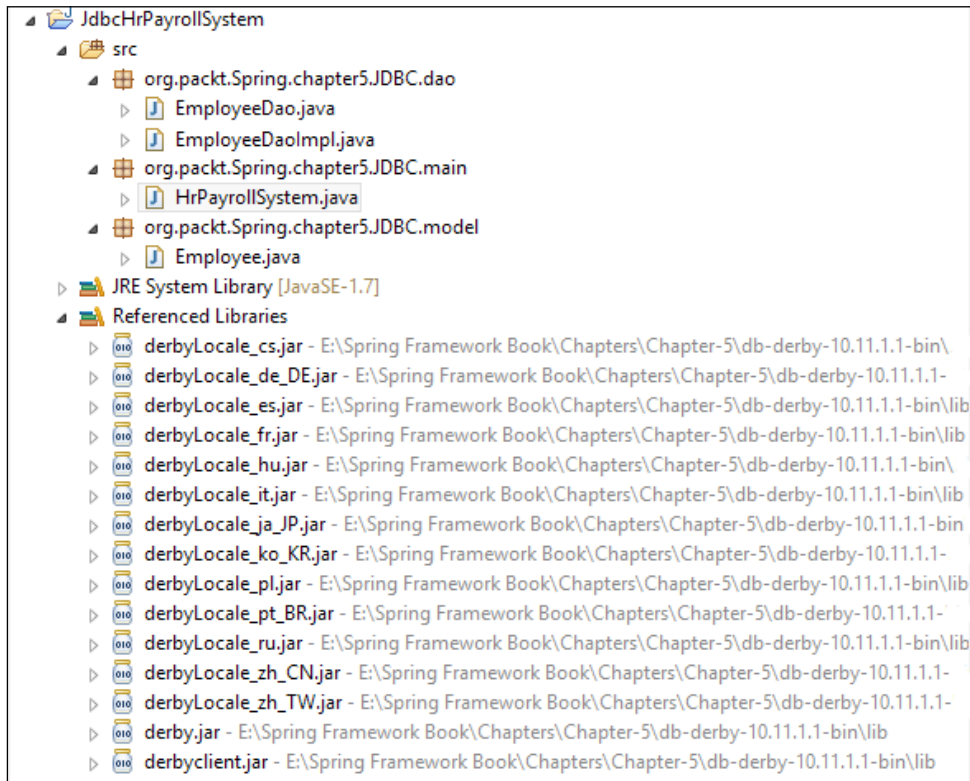 JdbcHrPayrollSystem
src
org.packt.Spring.chapter5.JDBC.dao
EmployeeDao.java
EmployeeDaoImpl.java
org.packt.Spring.chapter5.JDBC.main
HrPayrollSystem.java
org.packt.Spring.chapter5.JDBC.model
Employee.java
JRE System Library [JavaSE-1.7]
Referenced Libraries
derbyLocale_cs.jar - E:\Spring Framework Book\Chapters\Chapter-5\db-derby-10.11.1.1-bin\
derbyLocale_de_DE.jar - E:\Spring Framework Book\Chapters\Chapter-5\db-derby-10.11.1.1-
derbyLocale_es.jar - E:\Spring Framework Book\Chapters\Chapter-5\db-derby-10.11.1.1-bin\lib
derbyLocale_fr.jar - E:\Spring Framework Book\Chapters\Chapter-5\db-derby-10.11.1.1-bin\lib
derbyLocale_hu.jar - E:\Spring Framework Book\Chapters\Chapter-5\db-derby-10.11.1.1-bin\
derbyLocale_it.jar - E:\Spring Framework Book\Chapters\Chapter-5\db-derby-10.11.1.1-bin\lib
derbyLocale_ja_JP.jar - E:\Spring Framework Book\Chapters\Chapter-5\db-derby-10.11.1.1-bin
derbyLocale_ko_KR.jar - E:\Spring Framework Book\Chapters\Chapter-5\db-derby-10.11.1.1-
derbyLocale_pl.jar - E:\Spring Framework Book\Chapters\Chapter-5\db-derby-10.11.1.1-bin\lib
derbyLocale_pt_BR.jar - E:\Spring Framework Book\Chapters\Chapter-5\db-derby-10.11.1.1-
derbyLocale_ru.jar - E:\Spring Framework Book\Chapters\Chapter-5\db-derby-10.11.1.1-bin\lib
derbyLocale_zh_CN.jar - E:\Spring Framework Book\Chapters\Chapter-5\db-derby-10.11.1.1-
derbyLocale_zh_TW.jar - E:\Spring Framework Book\Chapters\Chapter-5\db-derby-10.11.1.1-
derby.jar - E:\Spring Framework Book\Chapters\Chapter-5\db-derby-10.11.1.1-bin\lib
derbyclient.jar - E:\Spring Framework Book\Chapters\Chapter-5\db-derby-10.11.1.1-bin\lib